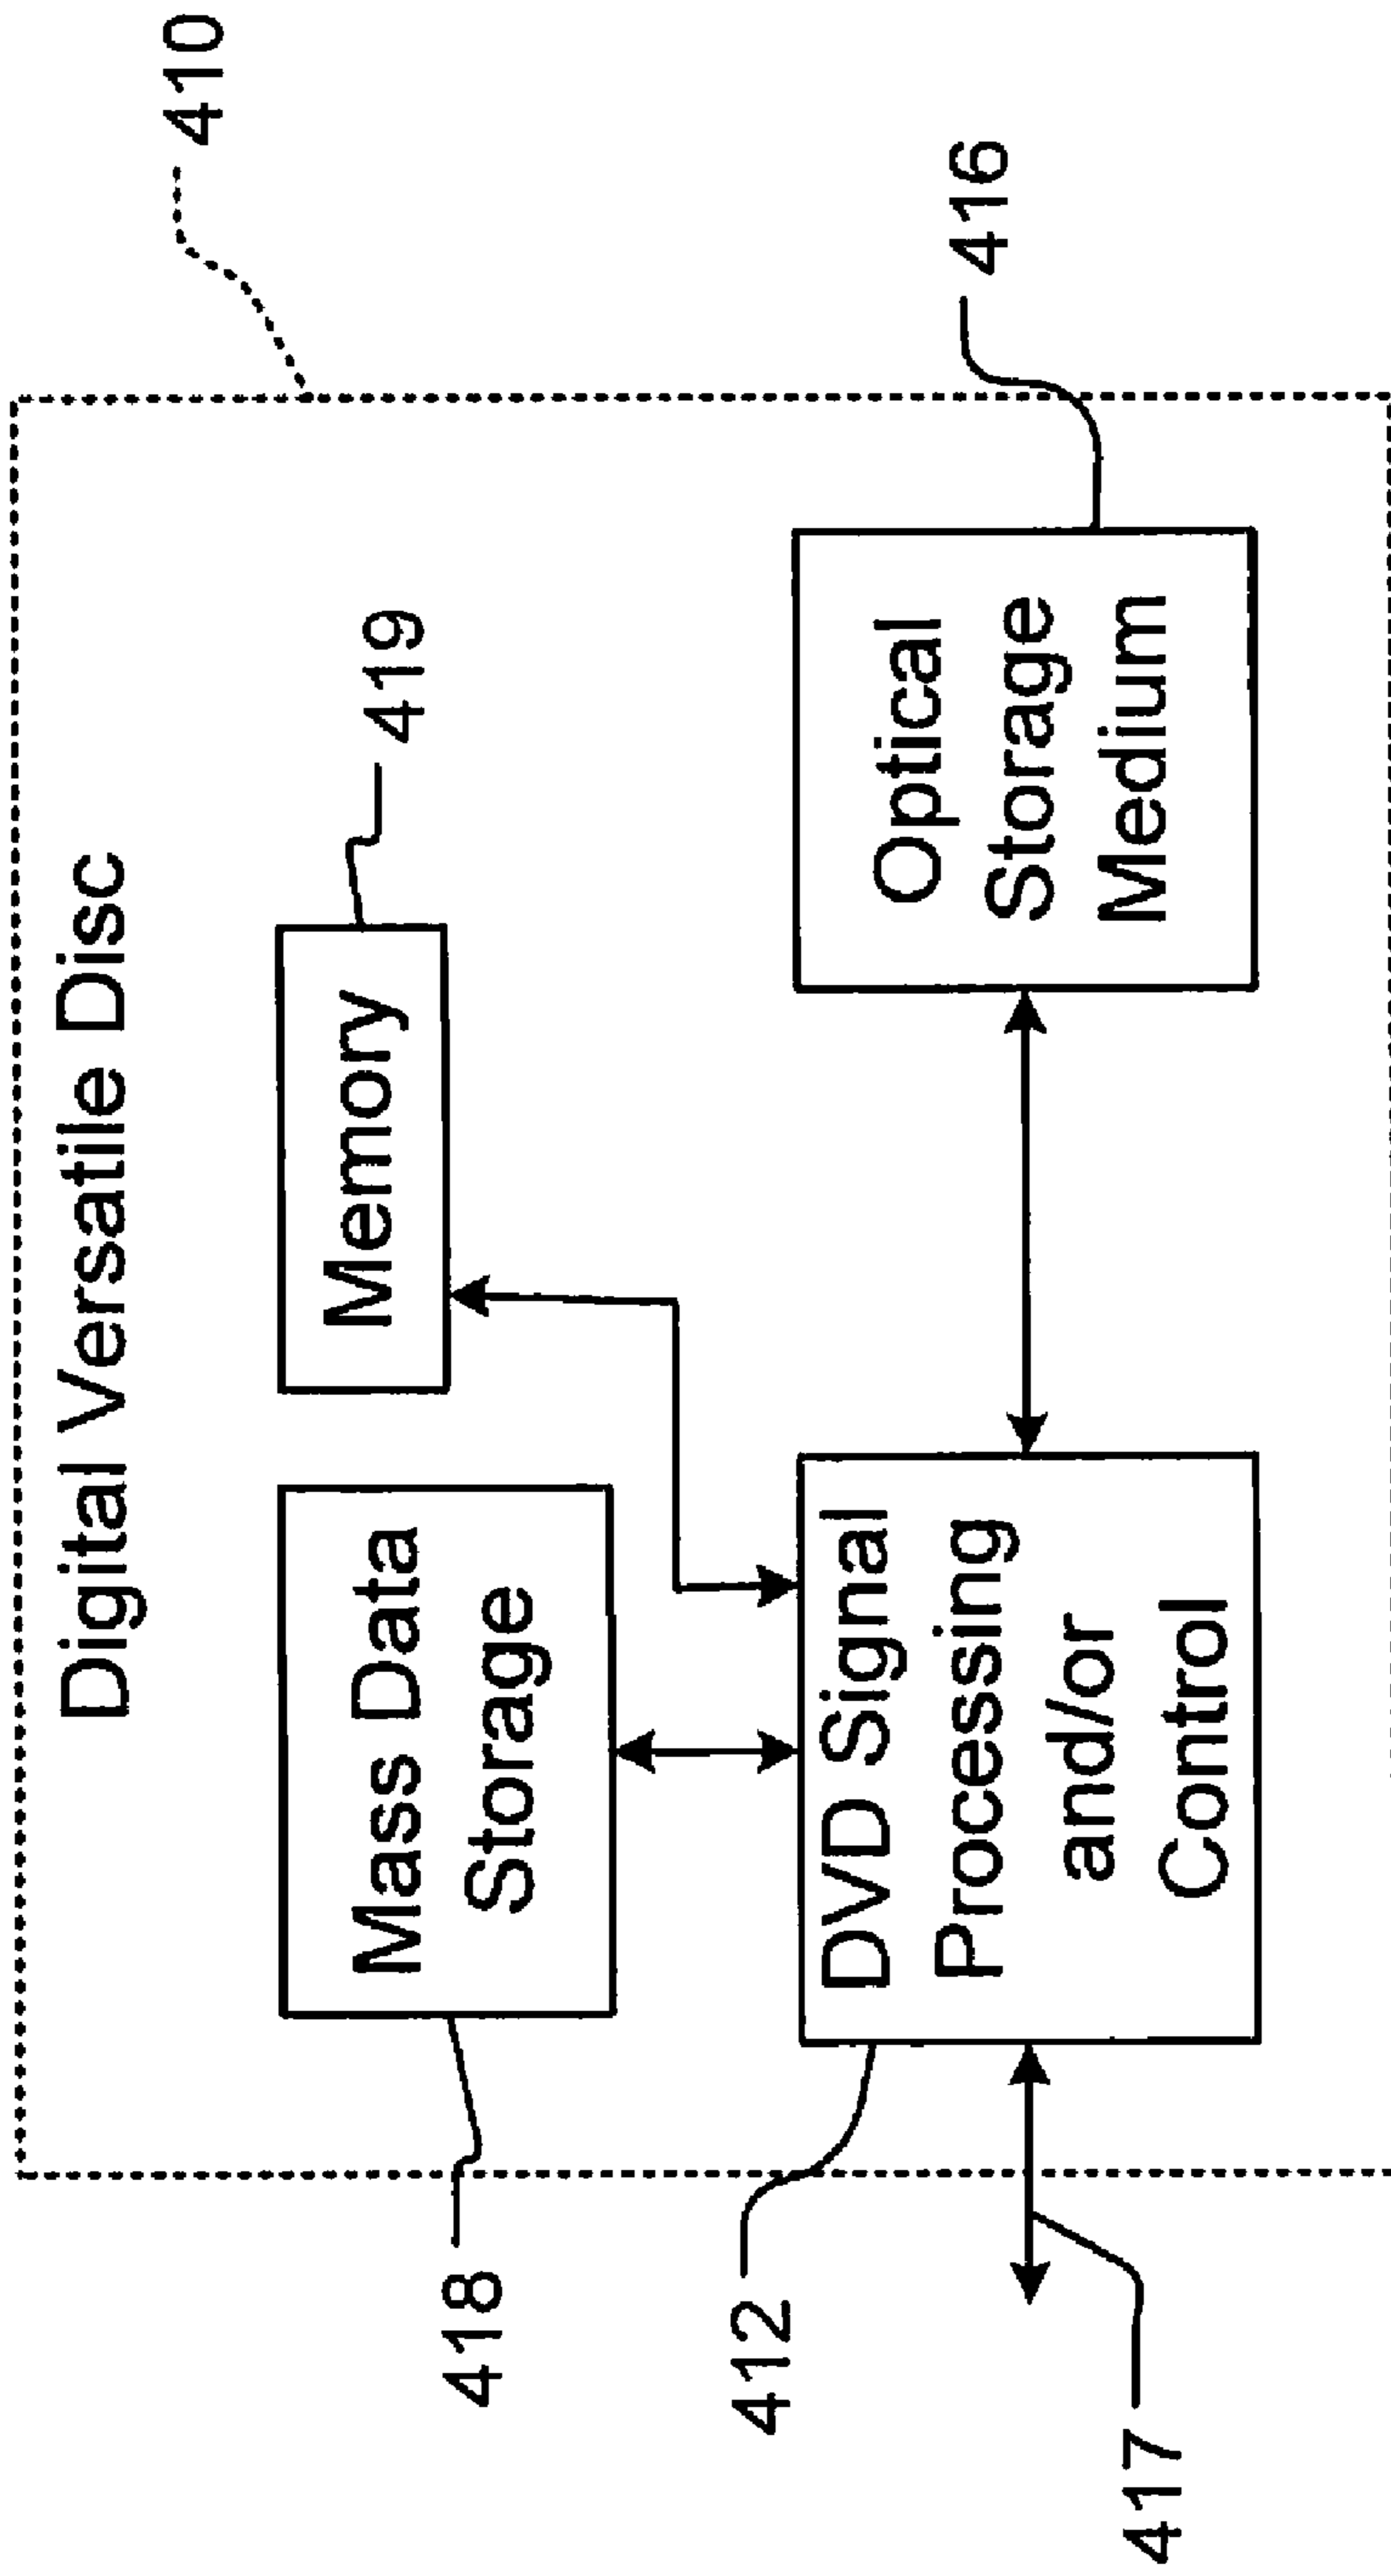 Digital Versatile Disc
410
Mass Data
Storage
418
Memory
419
DVD Signal
Processing
and/or
Control
412
Optical
Storage
Medium
416
417